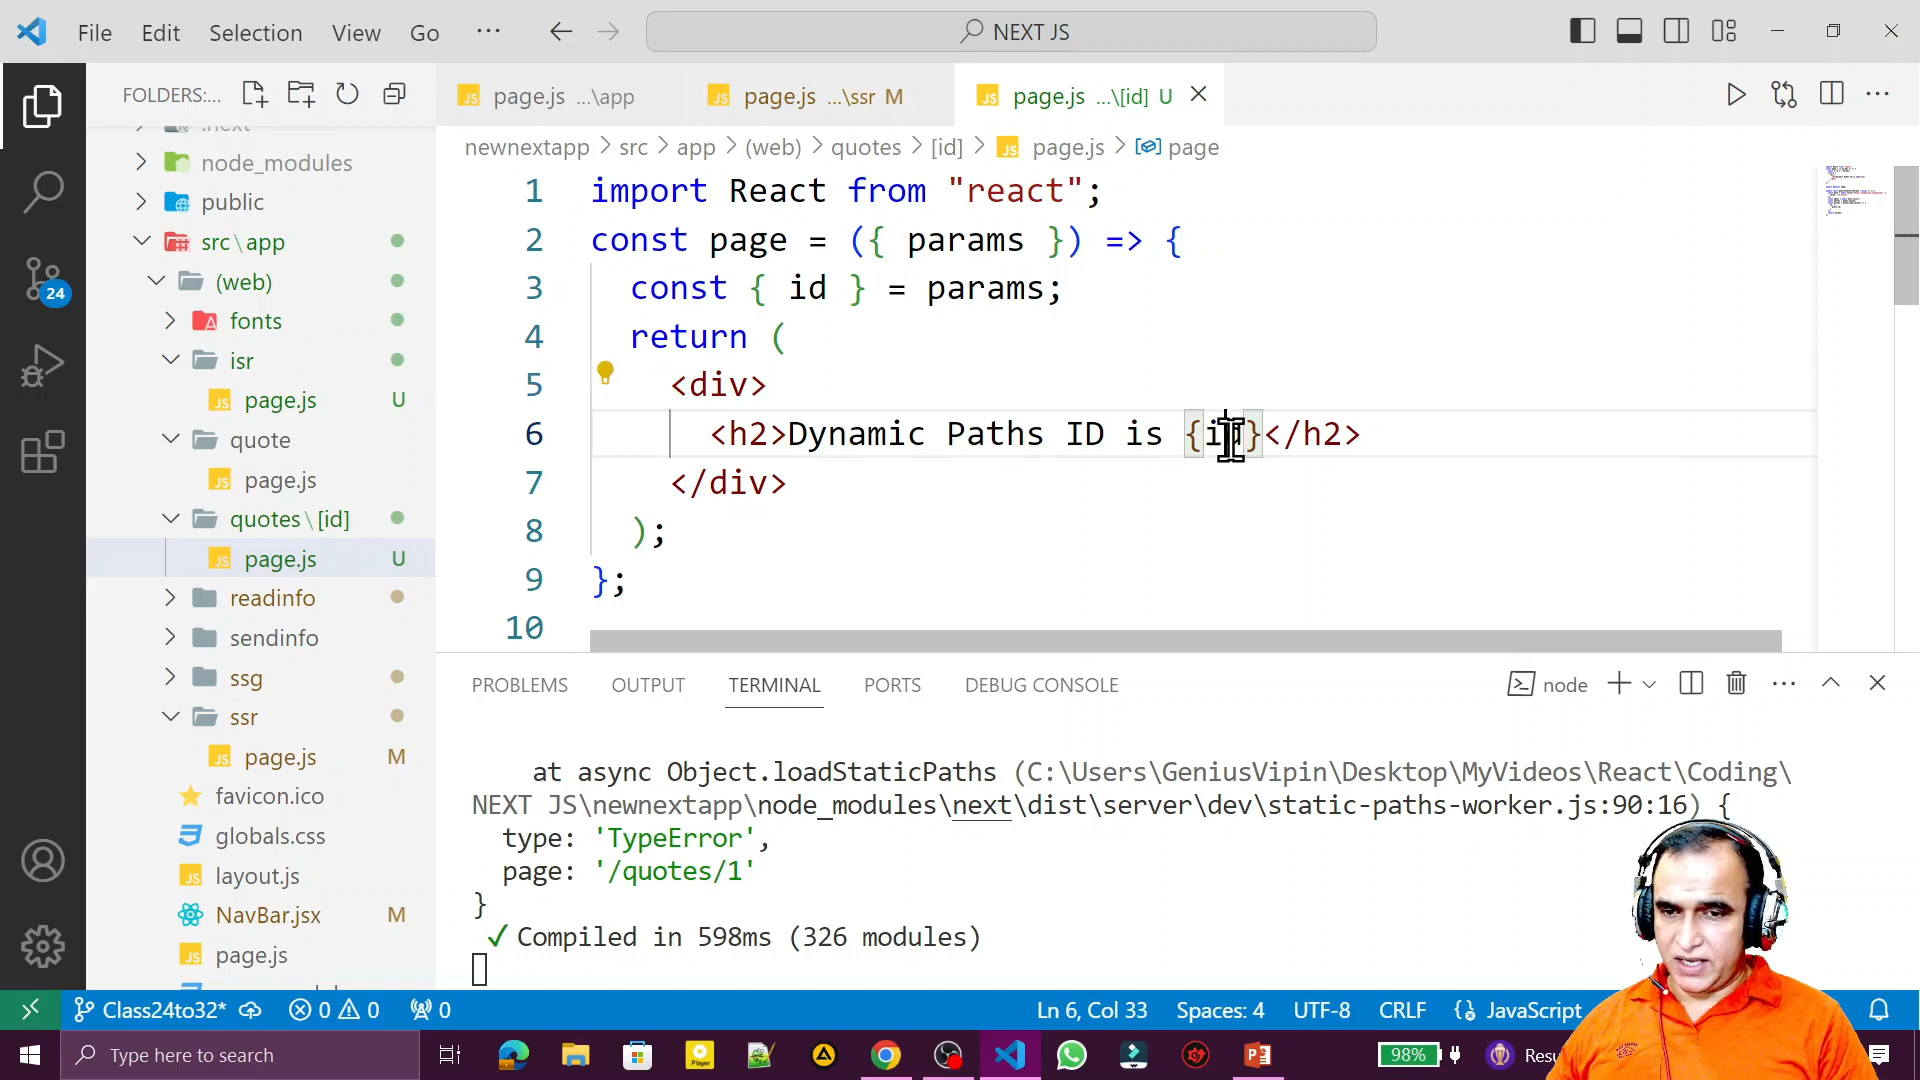 File Edit Selection View Go ··· NEXT JS
FOLDERS:...
page.js ...\app
page.js ...\ssr M
page.js ...\[id] U
newnextapp > src > app > (web) > quotes > [id] > page.js > page
node_modules
public
src\app
(web)
fonts
isr
page.js U
quote
page.js
quotes\[id]
page.js U
readinfo
sendinfo
ssg
ssr
page.js M
favicon.ico
globals.css
layout.js
NavBar.jsx M
page.js
24
1 import React from "react";
2 const page = ({ params }) => {
3 const { id } = params;
4 return (
5 <div>
6 <h2>Dynamic Paths ID is {id}</h2>
7 </div>
8 );
9 };
10
PROBLEMS OUTPUT TERMINAL PORTS DEBUG CONSOLE node
at async Object.loadStaticPaths (C:\Users\GeniusVipin\Desktop\MyVideos\React\Coding\
NEXT JS\newnextapp\node_modules\next\dist\server\dev\static-paths-worker.js:90:16) {
type: 'TypeError',
page: '/quotes/1'
}
✓ Compiled in 598ms (326 modules)
Class24to32* 0 0 0 Ln 6, Col 33 Spaces: 4 UTF-8 CRLF {} JavaScript
Type here to search 98%